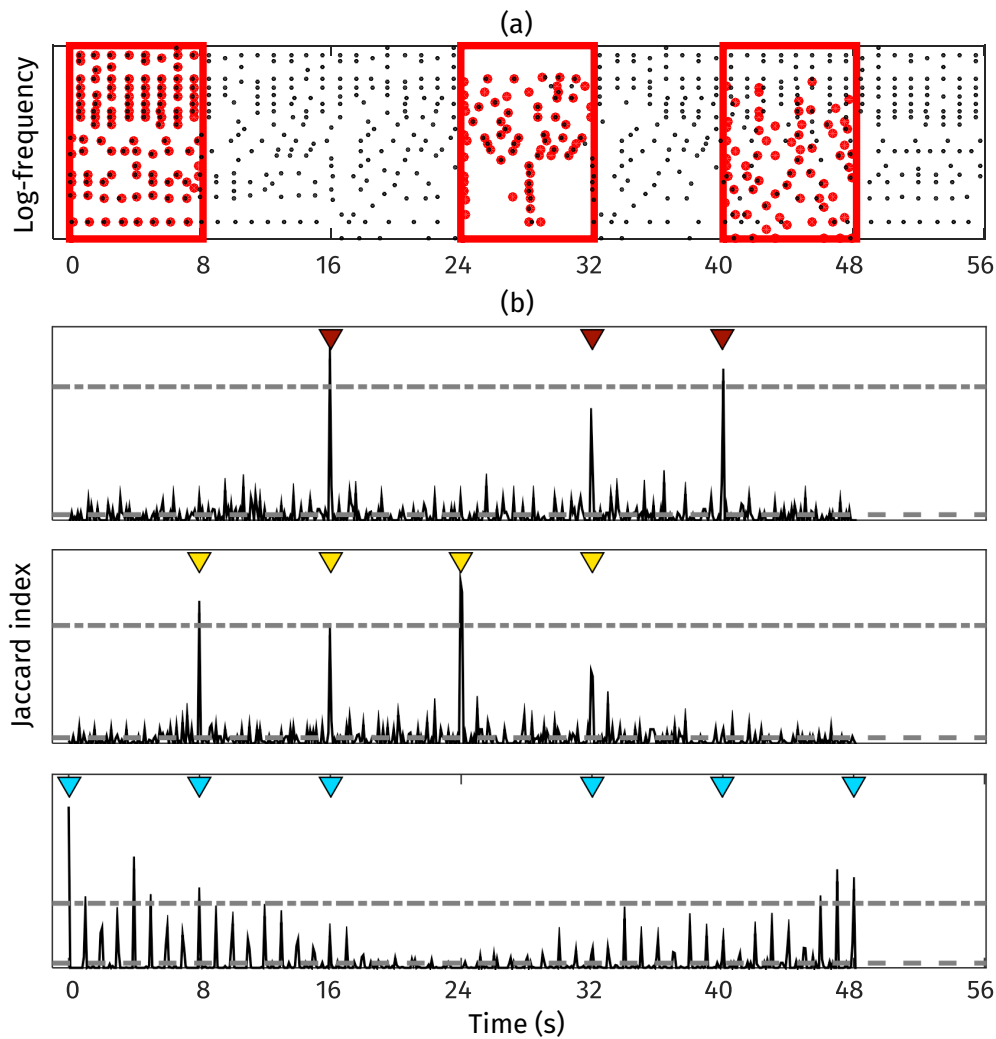 (a)
Log-frequency
0 8 16 24 32 40 48 56
(b)
Jaccard index
0 8 16 24 32 40 48 56
Time (s)